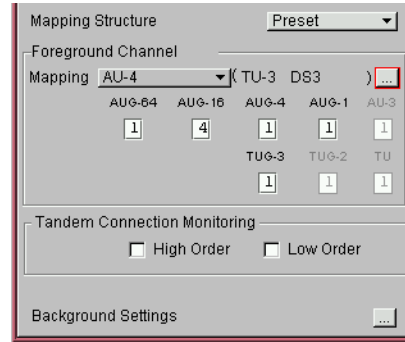 Mapping Structure Preset
Foreground Channel
Mapping AU-4 ( TU-3 DS3 ) ...
AUG-64 AUG-16 AUG-4 AUG-1 AU-3
1 4 1 1 1
TUG-3 TUG-2 TU
1 1 1
Tandem Connection Monitoring
High Order Low Order
Background Settings ...